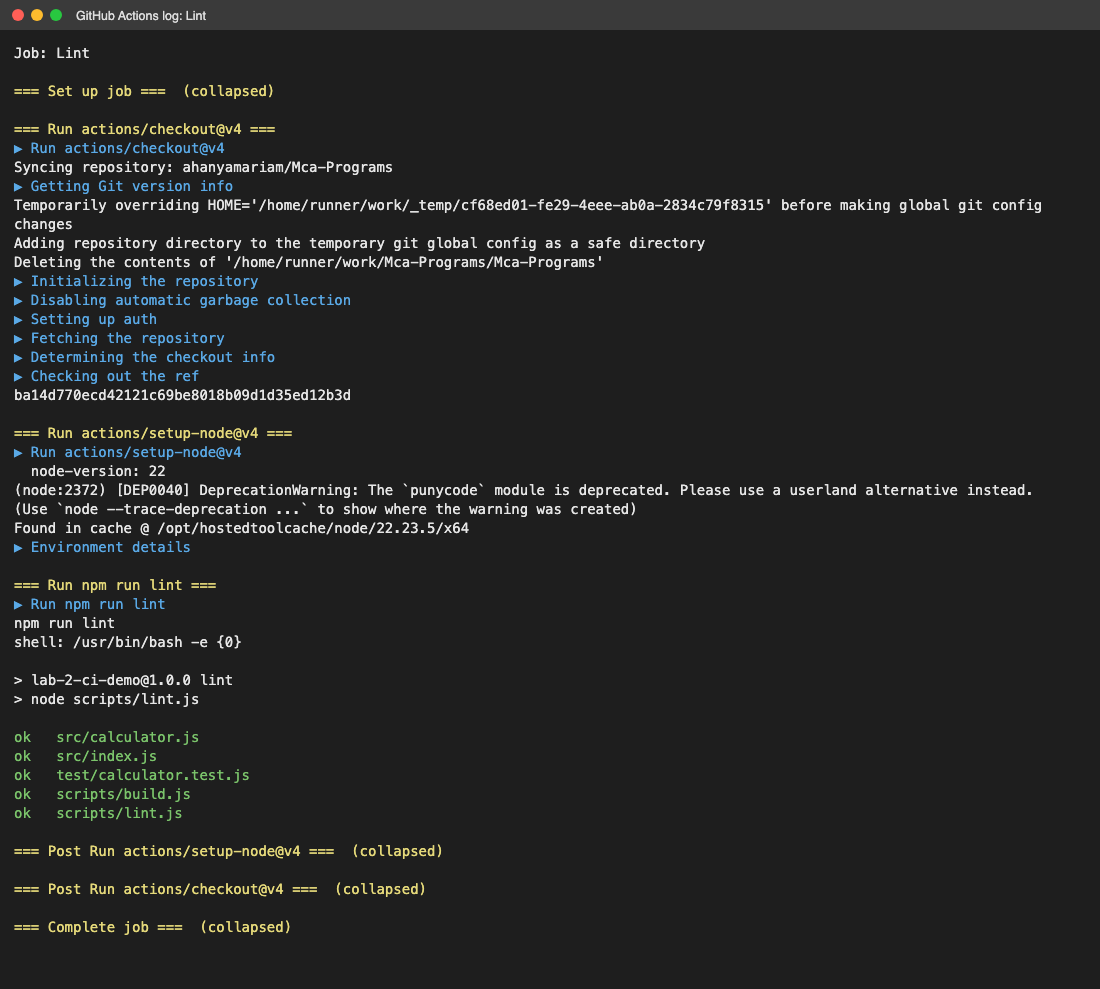 GitHub Actions log: Lint
Job: Lint
=== Set up job ===  (collapsed)
=== Run actions/checkout@v4 ===
▶ Run actions/checkout@v4
Syncing repository: ahanyamariam/Mca-Programs
▶ Getting Git version info
Temporarily overriding HOME='/home/runner/work/_temp/cf68ed01-fe29-4eee-ab0a-2834c79f8315' before making global git config
changes
Adding repository directory to the temporary git global config as a safe directory
Deleting the contents of '/home/runner/work/Mca-Programs/Mca-Programs'
▶ Initializing the repository
▶ Disabling automatic garbage collection
▶ Setting up auth
▶ Fetching the repository
▶ Determining the checkout info
▶ Checking out the ref
ba14d770ecd42121c69be8018b09d1d35ed12b3d
=== Run actions/setup-node@v4 ===
▶ Run actions/setup-node@v4
  node-version: 22
(node:2372) [DEP0040] DeprecationWarning: The `punycode` module is deprecated. Please use a userland alternative instead.
(Use `node --trace-deprecation ...` to show where the warning was created)
Found in cache @ /opt/hostedtoolcache/node/22.23.5/x64
▶ Environment details
=== Run npm run lint ===
▶ Run npm run lint
npm run lint
shell: /usr/bin/bash -e {0}
> lab-2-ci-demo@1.0.0 lint
> node scripts/lint.js
ok   src/calculator.js
ok   src/index.js
ok   test/calculator.test.js
ok   scripts/build.js
ok   scripts/lint.js
=== Post Run actions/setup-node@v4 ===  (collapsed)
=== Post Run actions/checkout@v4 ===  (collapsed)
=== Complete job ===  (collapsed)